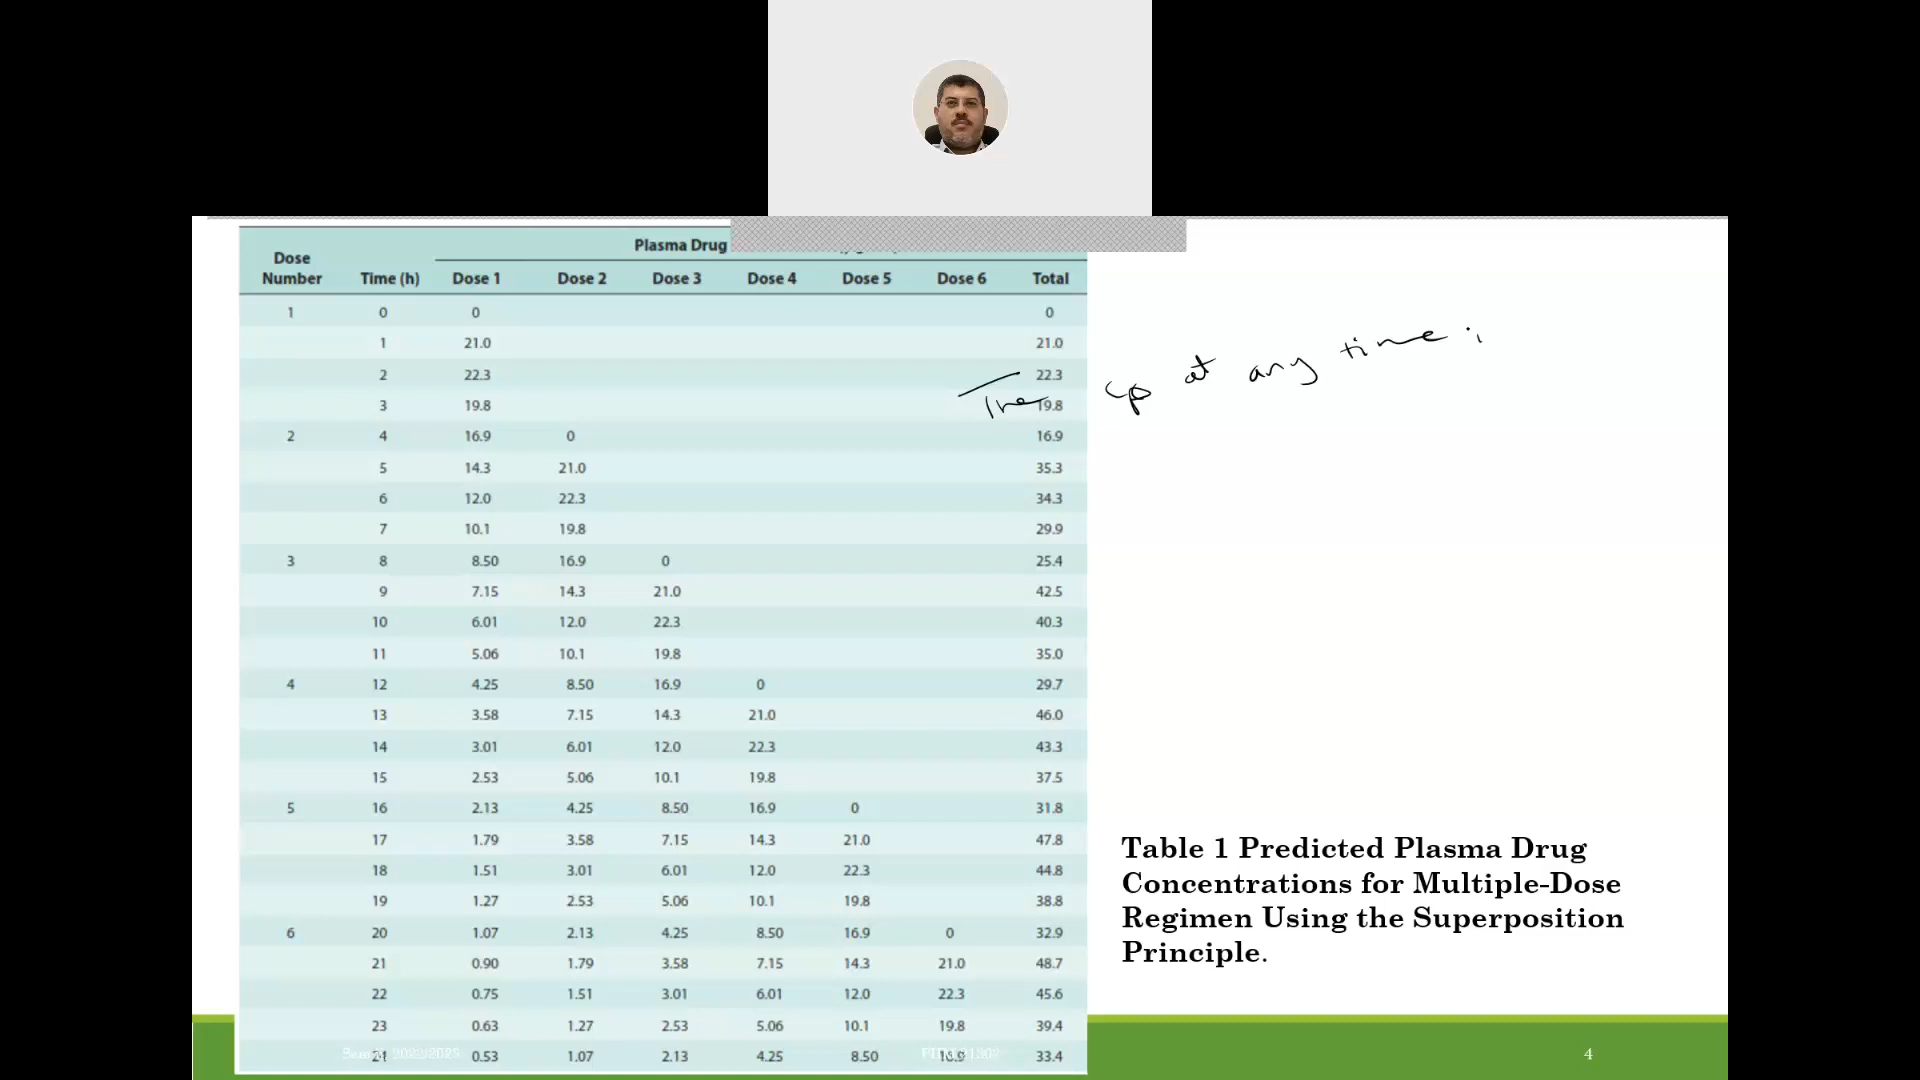 Plasma Drug
Dose Number Time (h) Dose 1 Dose 2 Dose 3 Dose 4 Dose 5 Dose 6 Total
1 0 0 0
1 21.0 21.0
2 22.3 22.3
3 19.8 19.8
The cp at any time
2 4 16.9 0 16.9
5 14.3 21.0 35.3
6 12.0 22.3 34.3
7 10.1 19.8 29.9
3 8 8.50 16.9 0 25.4
9 7.15 14.3 21.0 42.5
10 6.01 12.0 22.3 40.3
11 5.06 10.1 19.8 35.0
4 12 4.25 8.50 16.9 0 29.7
13 3.58 7.15 14.3 21.0 46.0
14 3.01 6.01 12.0 22.3 43.3
15 2.53 5.06 10.1 19.8 37.5
5 16 2.13 4.25 8.50 16.9 0 31.8
17 1.79 3.58 7.15 14.3 21.0 47.8
18 1.51 3.01 6.01 12.0 22.3 44.8
19 1.27 2.53 5.06 10.1 19.8 38.8
6 20 1.07 2.13 4.25 8.50 16.9 0 32.9
21 0.90 1.79 3.58 7.15 14.3 21.0 48.7
22 0.75 1.51 3.01 6.01 12.0 22.3 45.6
23 0.63 1.27 2.53 5.06 10.1 19.8 39.4
24 0.53 1.07 2.13 4.25 8.50 16.9 33.4
Table 1 Predicted Plasma Drug
Concentrations for Multiple-Dose
Regimen Using the Superposition
Principle.
4